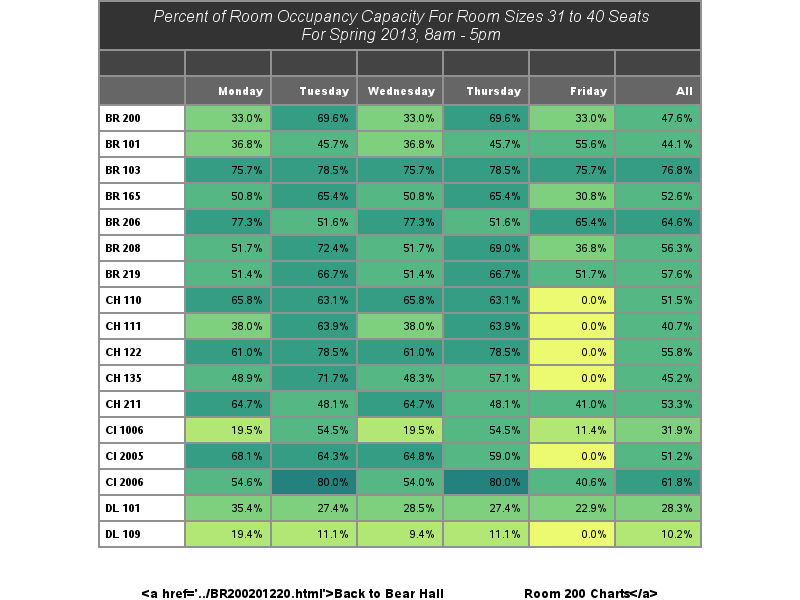 Percent of Room Occupancy Capacity For Room Sizes 31 to 40 Seats
For Spring 2013, 8am - 5pm
Monday Tuesday Wednesday Thursday Friday All
BR 200 33.0% 69.6% 33.0% 69.6% 33.0% 47.6%
BR 101 36.8% 45.7% 36.8% 45.7% 55.6% 44.1%
BR 103 75.7% 78.5% 75.7% 78.5% 75.7% 76.8%
BR 165 50.8% 65.4% 50.8% 65.4% 30.8% 52.6%
BR 206 77.3% 51.6% 77.3% 51.6% 65.4% 64.6%
BR 208 51.7% 72.4% 51.7% 69.0% 36.8% 56.3%
BR 219 51.4% 66.7% 51.4% 66.7% 51.7% 57.6%
CH 110 65.8% 63.1% 65.8% 63.1% 0.0% 51.5%
CH 111 38.0% 63.9% 38.0% 63.9% 0.0% 40.7%
CH 122 61.0% 78.5% 61.0% 78.5% 0.0% 55.8%
CH 135 48.9% 71.7% 48.3% 57.1% 0.0% 45.2%
CH 211 64.7% 48.1% 64.7% 48.1% 41.0% 53.3%
CI 1006 19.5% 54.5% 19.5% 54.5% 11.4% 31.9%
CI 2005 68.1% 64.3% 64.8% 59.0% 0.0% 51.2%
CI 2006 54.6% 80.0% 54.0% 80.0% 40.6% 61.8%
DL 101 35.4% 27.4% 28.5% 27.4% 22.9% 28.3%
DL 109 19.4% 11.1% 9.4% 11.1% 0.0% 10.2%
<a href='../BR200201220.html'>Back to Bear Hall Room 200 Charts</a>